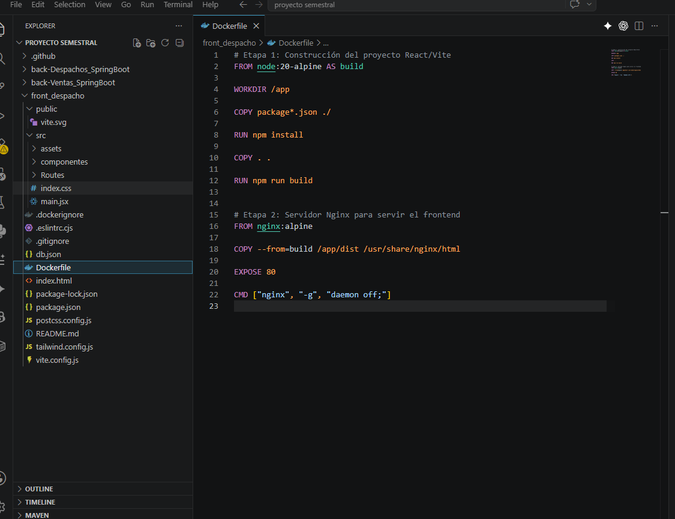 File Edit Selection View Go Run Terminal Help
proyecto semestral
EXPLORER
PROYECTO SEMESTRAL
.github
back-Despachos_SpringBoot
back-Ventas_SpringBoot
front_despacho
public
vite.svg
src
assets
componentes
Routes
# index.css
main.jsx
.dockerignore
.eslintrc.cjs
.gitignore
{} db.json
Dockerfile
<> index.html
{} package-lock.json
{} package.json
JS postcss.config.js
README.md
JS tailwind.config.js
vite.config.js
OUTLINE
TIMELINE
MAVEN
Dockerfile
front_despacho > Dockerfile > ...
1 # Etapa 1: Construcción del proyecto React/Vite
2 FROM node:20-alpine AS build
3
4 WORKDIR /app
5
6 COPY package*.json ./
7
8 RUN npm install
9
10 COPY . .
11
12 RUN npm run build
13
14
15 # Etapa 2: Servidor Nginx para servir el frontend
16 FROM nginx:alpine
17
18 COPY --from=build /app/dist /usr/share/nginx/html
19
20 EXPOSE 80
21
22 CMD ["nginx", "-g", "daemon off;"]
23